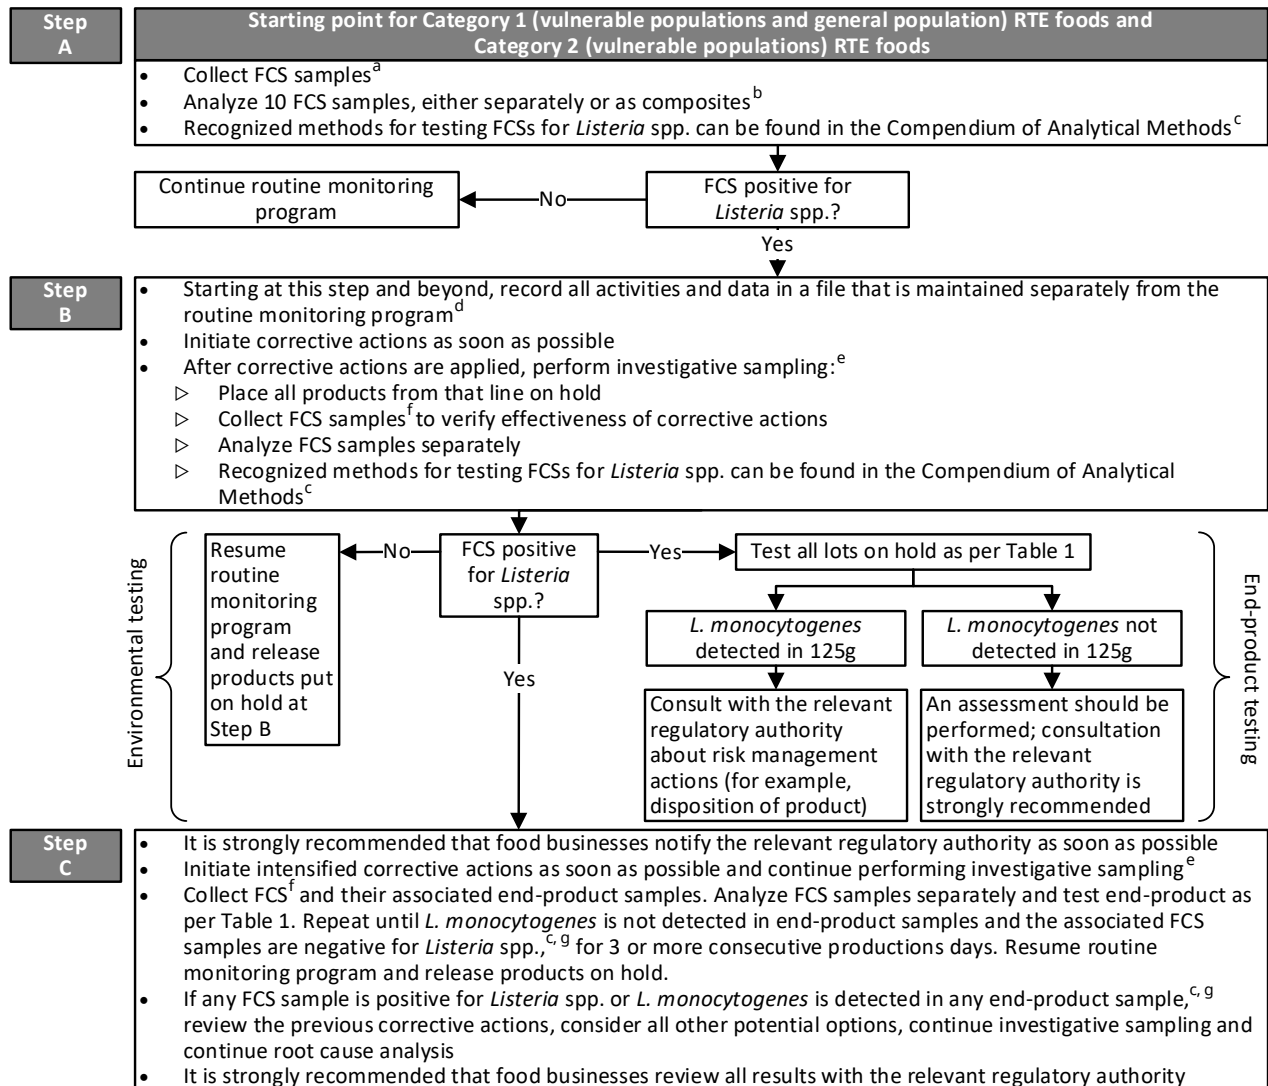 Step
A
Starting point for Category 1 (vulnerable populations and general population) RTE foods and
Category 2 (vulnerable populations) RTE foods
• Collect FCS samplesᵃ
• Analyze 10 FCS samples, either separately or as compositesᵇ
• Recognized methods for testing FCSs for Listeria spp. can be found in the Compendium of Analytical Methodsᶜ
Continue routine monitoring
program
No
FCS positive for
Listeria spp.?
Yes
Step
B
• Starting at this step and beyond, record all activities and data in a file that is maintained separately from the
routine monitoring programᵈ
• Initiate corrective actions as soon as possible
• After corrective actions are applied, perform investigative sampling:ᵉ
▷ Place all products from that line on hold
▷ Collect FCS samplesᶠ to verify effectiveness of corrective actions
▷ Analyze FCS samples separately
▷ Recognized methods for testing FCSs for Listeria spp. can be found in the Compendium of Analytical
Methodsᶜ
Environmental testing
Resume
routine
monitoring
program
and release
products put
on hold at
Step B
No
FCS positive
for Listeria
spp.?
Yes
Yes
Test all lots on hold as per Table 1
L. monocytogenes
detected in 125g
L. monocytogenes not
detected in 125g
Consult with the relevant
regulatory authority
about risk management
actions (for example,
disposition of product)
An assessment should be
performed; consultation
with the relevant
regulatory authority is
strongly recommended
End-product testing
Step
C
• It is strongly recommended that food businesses notify the relevant regulatory authority as soon as possible
• Initiate intensified corrective actions as soon as possible and continue performing investigative samplingᵉ
• Collect FCSᶠ and their associated end-product samples. Analyze FCS samples separately and test end-product as
per Table 1. Repeat until L. monocytogenes is not detected in end-product samples and the associated FCS
samples are negative for Listeria spp.,ᶜ, ᵍ for 3 or more consecutive productions days. Resume routine
monitoring program and release products on hold.
• If any FCS sample is positive for Listeria spp. or L. monocytogenes is detected in any end-product sample,ᶜ, ᵍ
review the previous corrective actions, consider all other potential options, continue investigative sampling and
continue root cause analysis
• It is strongly recommended that food businesses review all results with the relevant regulatory authority